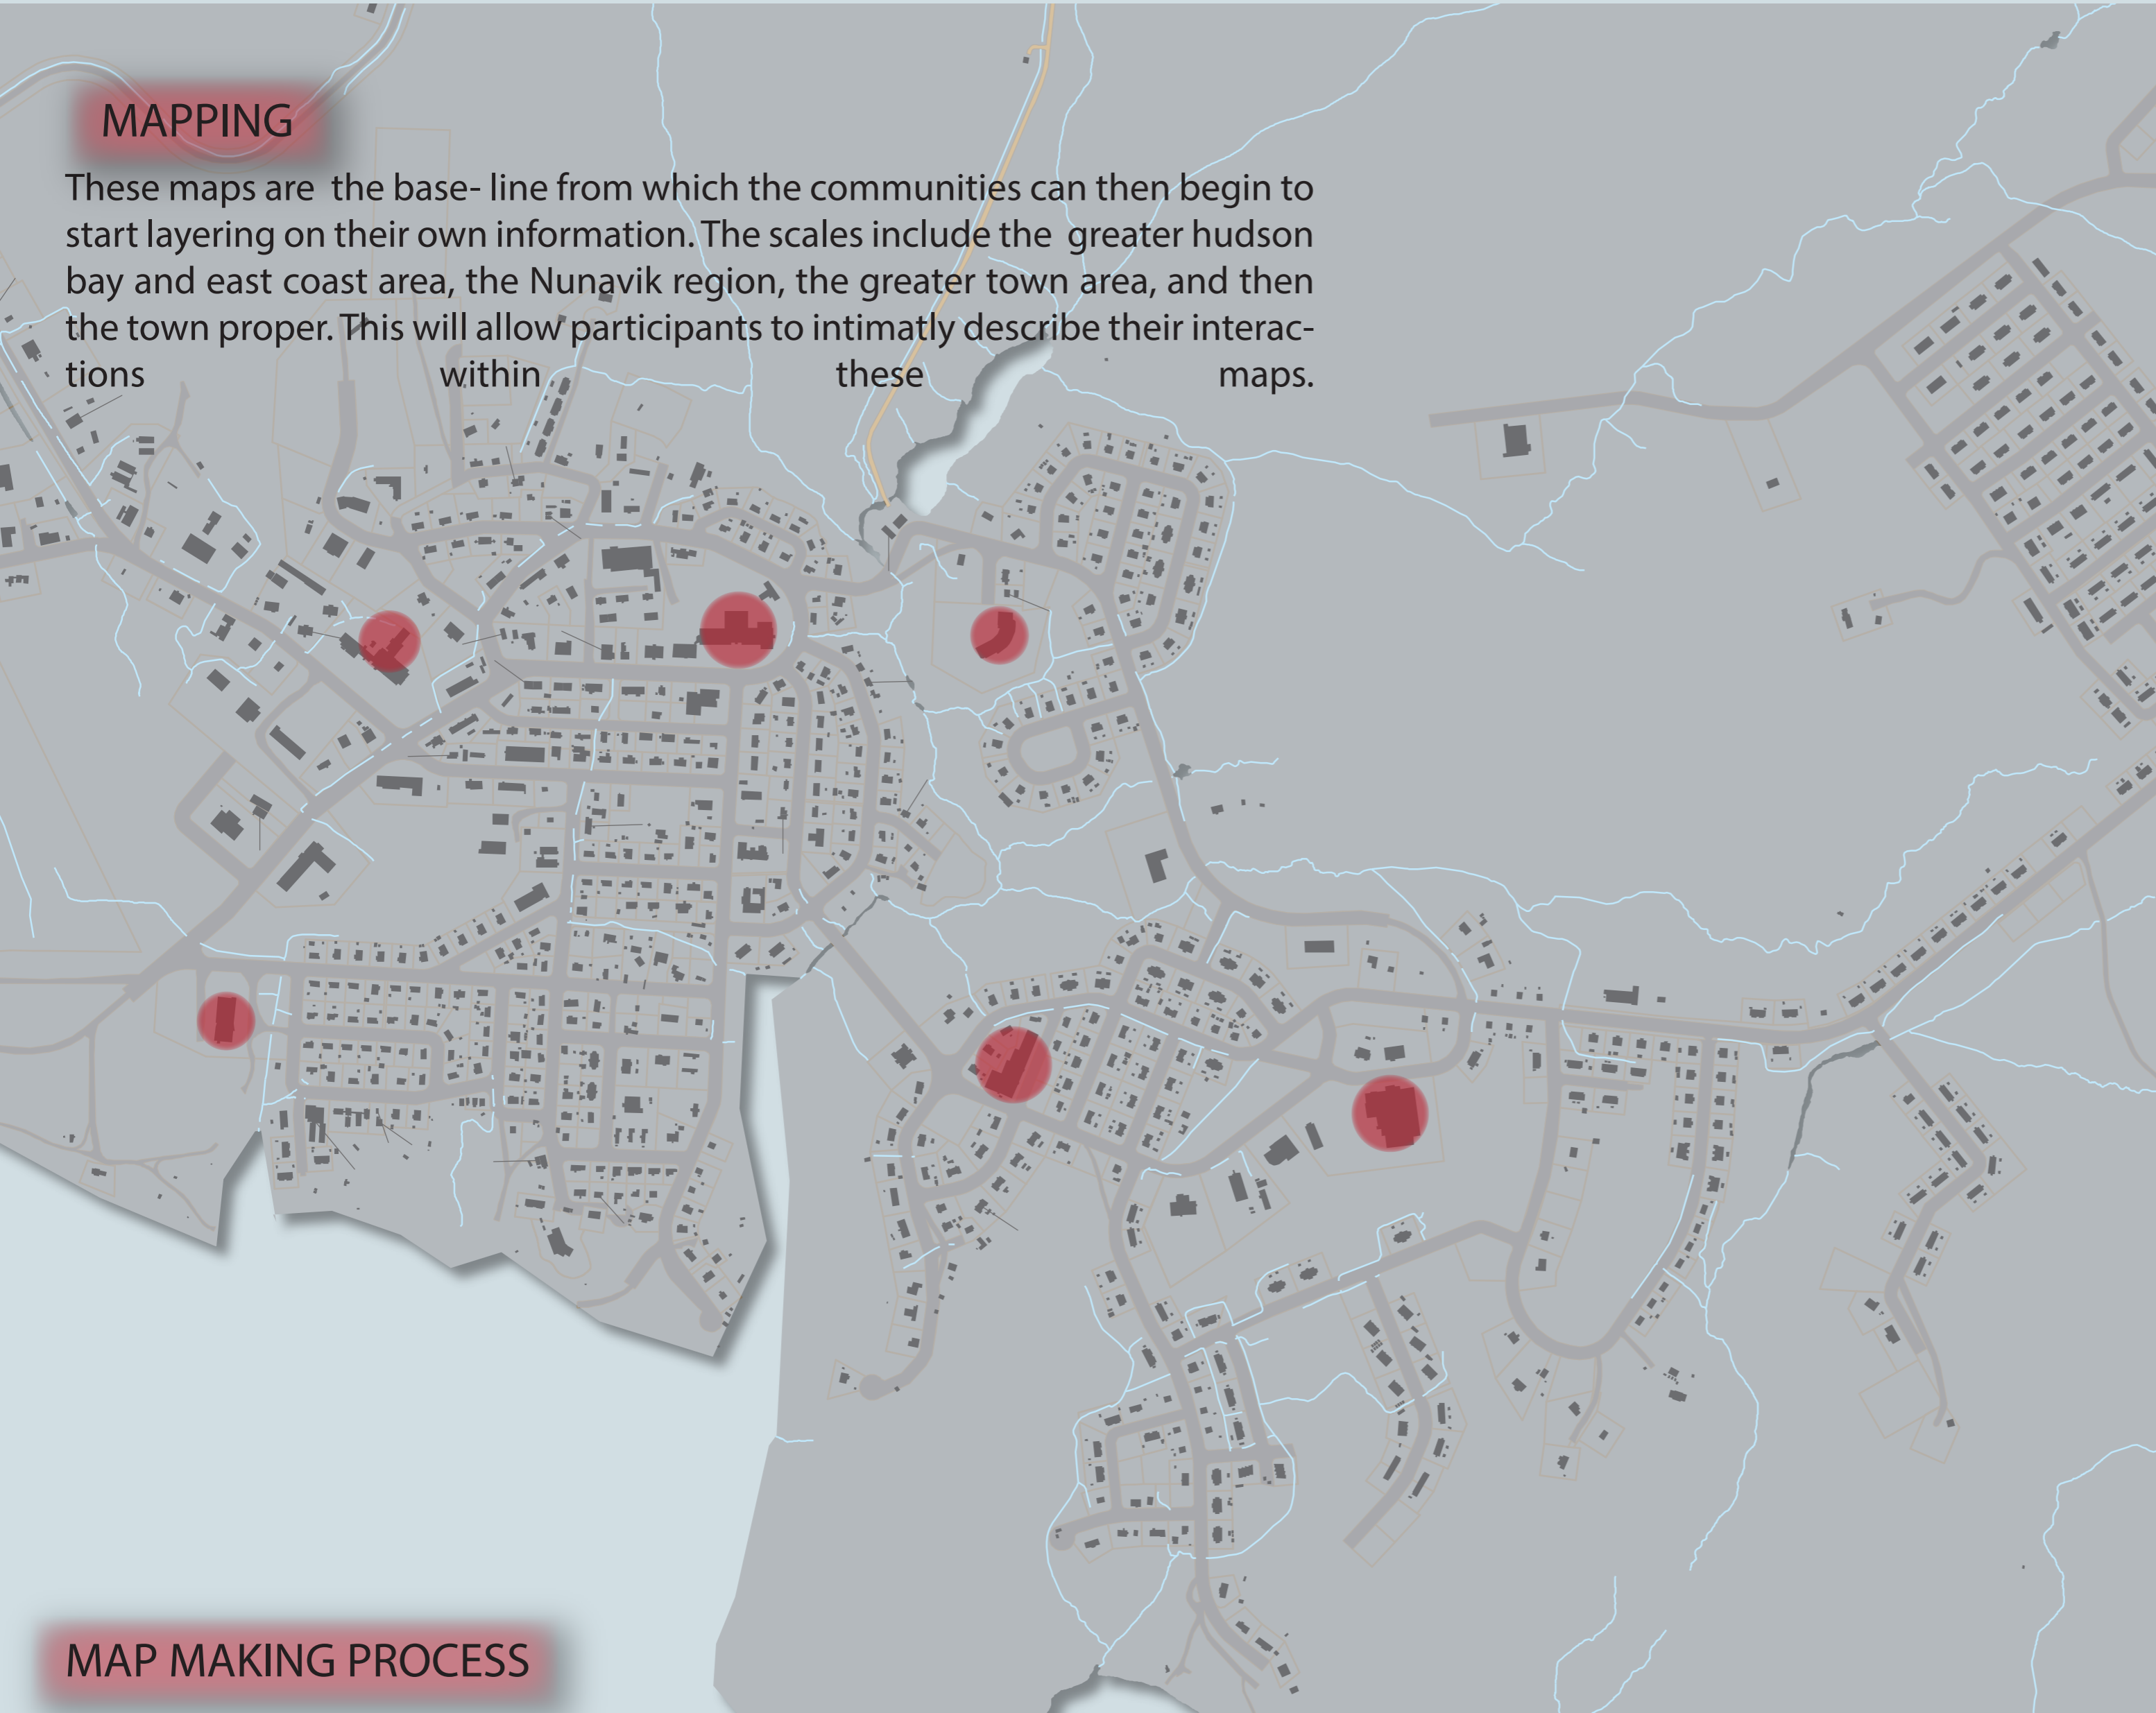 MAPPING
These maps are  the base- line from which the communities can then begin to
start layering on their own information. The scales include the  greater hudson
bay and east coast area, the Nunavik region, the greater town area, and then
the town proper. This will allow participants to intimatly describe their interac-
tions within these maps.
MAP MAKING PROCESS